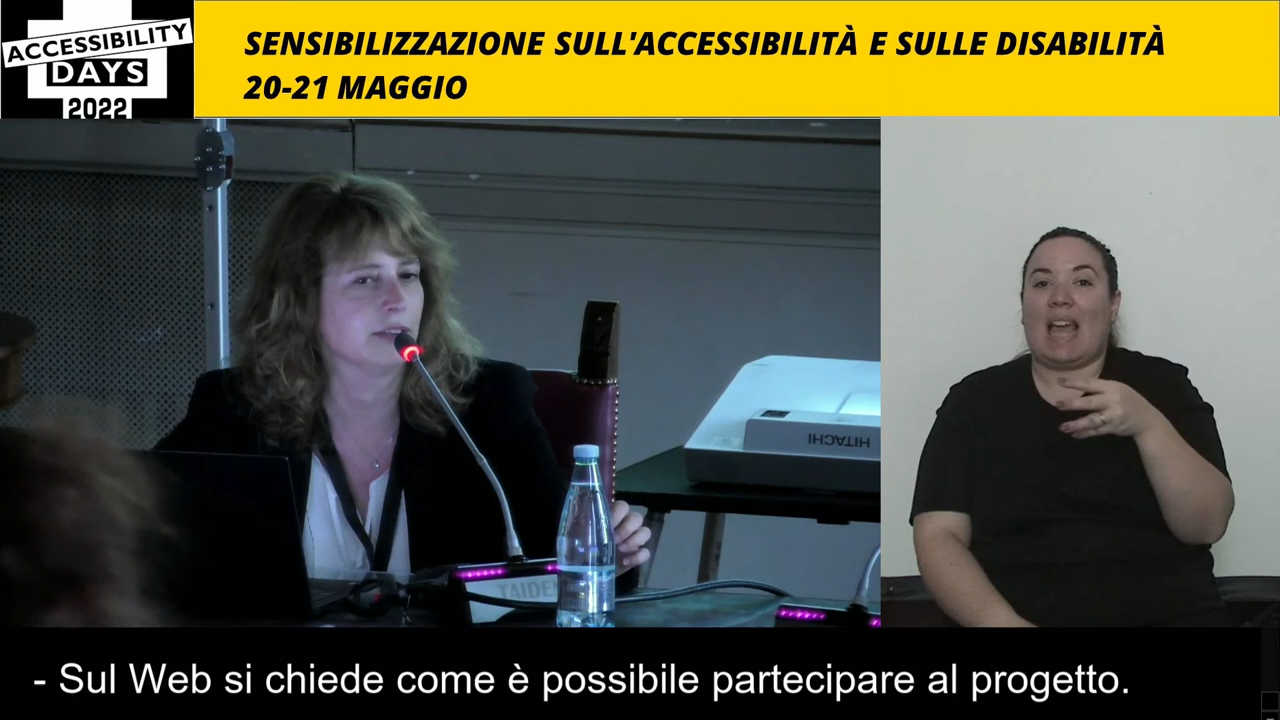 ACCESSIBILITY
DAYS
2022
SENSIBILIZZAZIONE SULL'ACCESSIBILITÀ E SULLE DISABILITÀ
20-21 MAGGIO
HITACHI
TAIDEN
- Sul Web si chiede come è possibile partecipare al progetto.